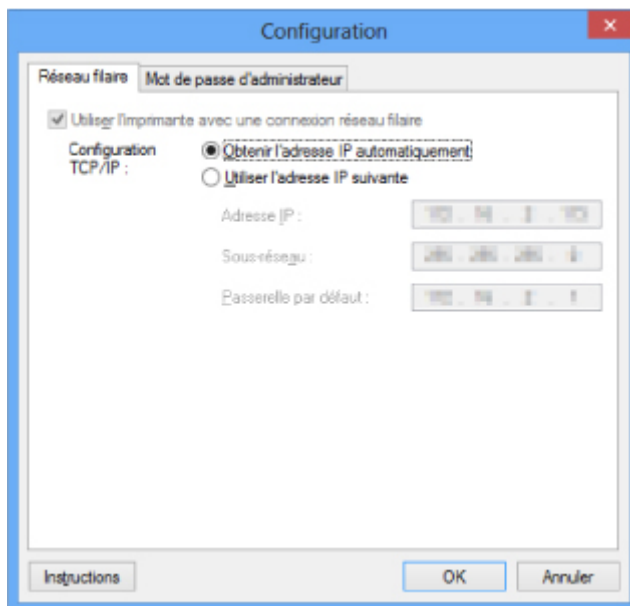 Configuration
Réseau filaire
Mot de passe d'administrateur
Utiliser l'imprimante avec une connexion réseau filaire
Configuration TCP/IP :
Obtenir l'adresse IP automatiquement
Utiliser l'adresse IP suivante
Adresse IP :
Sous-réseau :
Passerelle par défaut :
Instructions
OK
Annuler